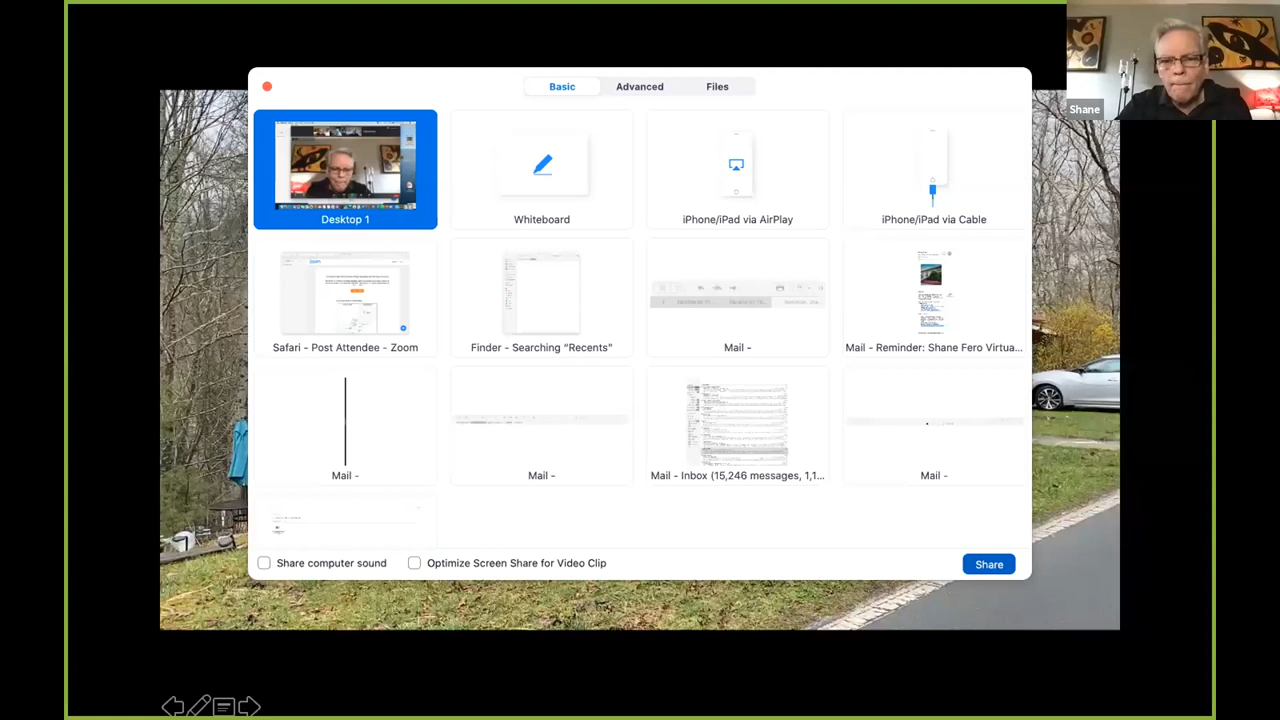 Basic
Advanced
Files
Shane
Desktop 1
Whiteboard
iPhone/iPad via AirPlay
iPhone/iPad via Cable
Safari - Post Attendee - Zoom
Finder - Searching "Recents"
Mail -
Mail - Reminder: Shane Fero Virtua...
Mail -
Mail -
Mail - Inbox (15,246 messages, 1,1...
Mail -
Share computer sound
Optimize Screen Share for Video Clip
Share